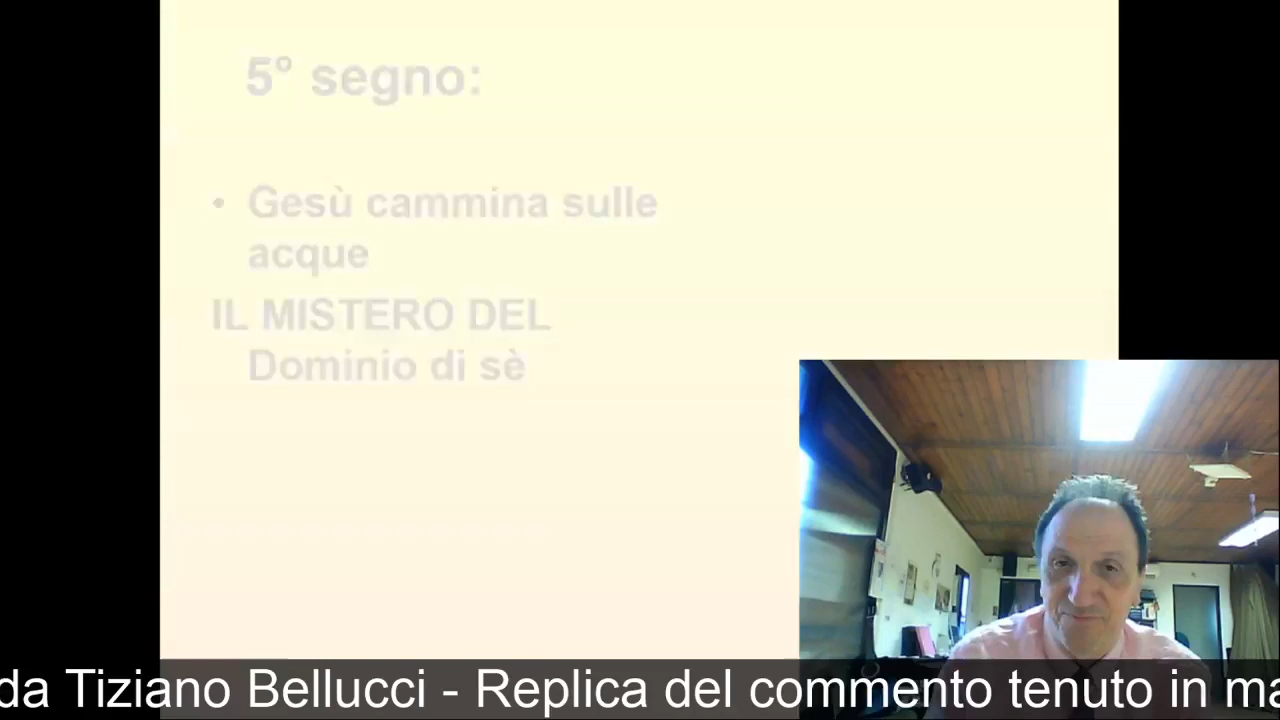 5° segno:
• Gesù cammina sulle
acque
IL MISTERO DEL
Dominio di sè
da Tiziano Bellucci - Replica del commento tenuto in ma